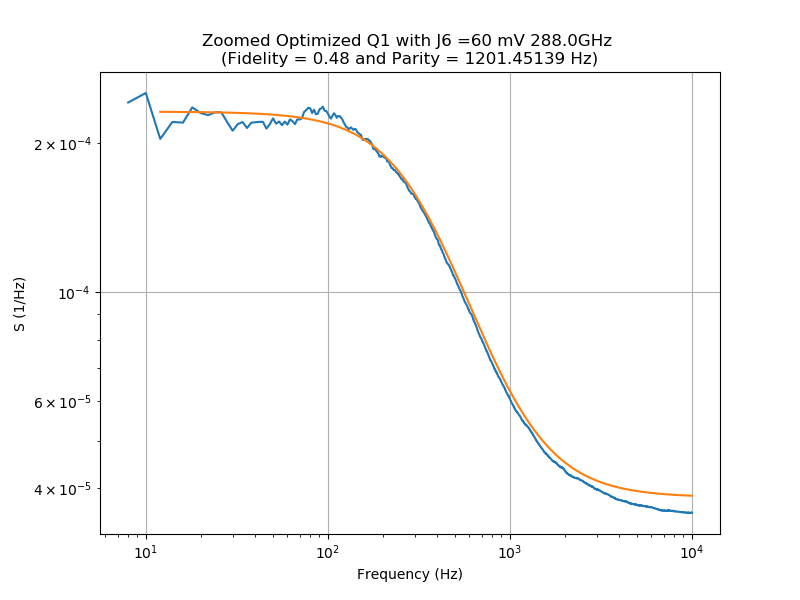 Zoomed Optimized Q1 with J6 =60 mV 288.0GHz
(Fidelity = 0.48 and Parity = 1201.45139 Hz)
S (1/Hz)
2 × 10⁻⁴
10⁻⁴
6 × 10⁻⁵
4 × 10⁻⁵
10¹ 10² 10³ 10⁴
Frequency (Hz)